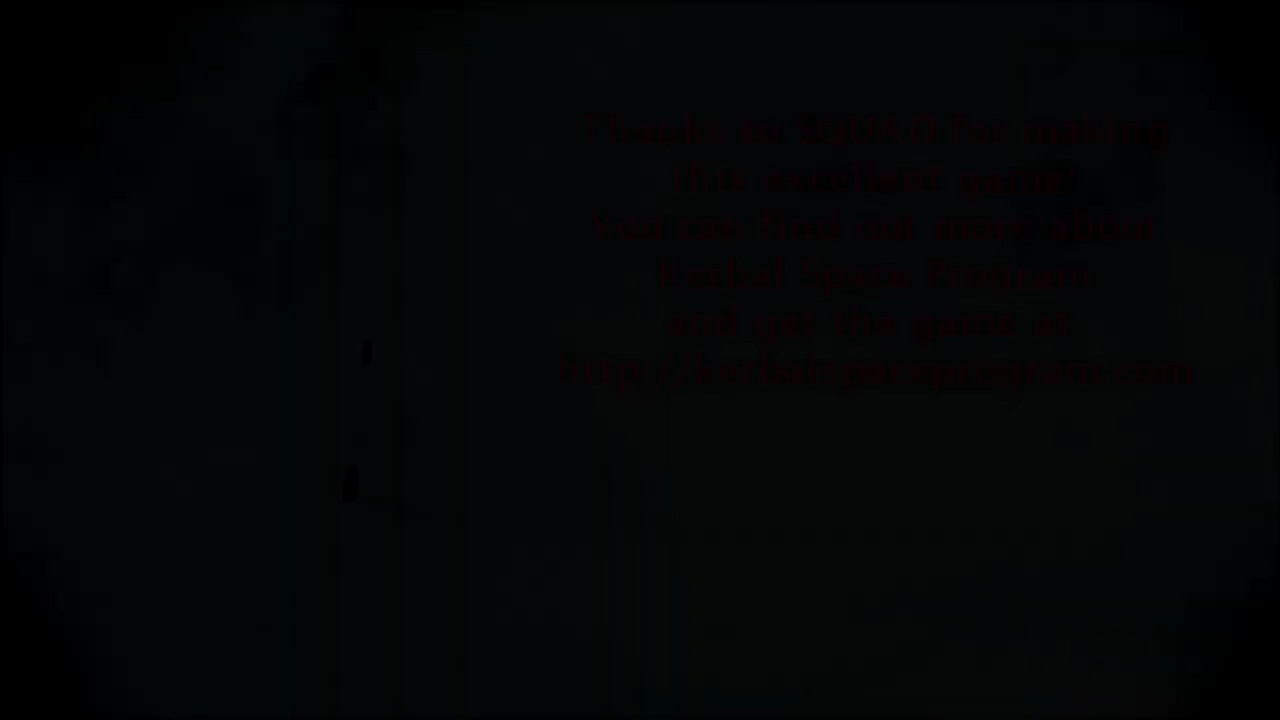 Thanks to SQUAD for making
this excellent game!
You can find out more about
Kerbal Space Program
and get the game at
https://kerbalspaceprogram.com